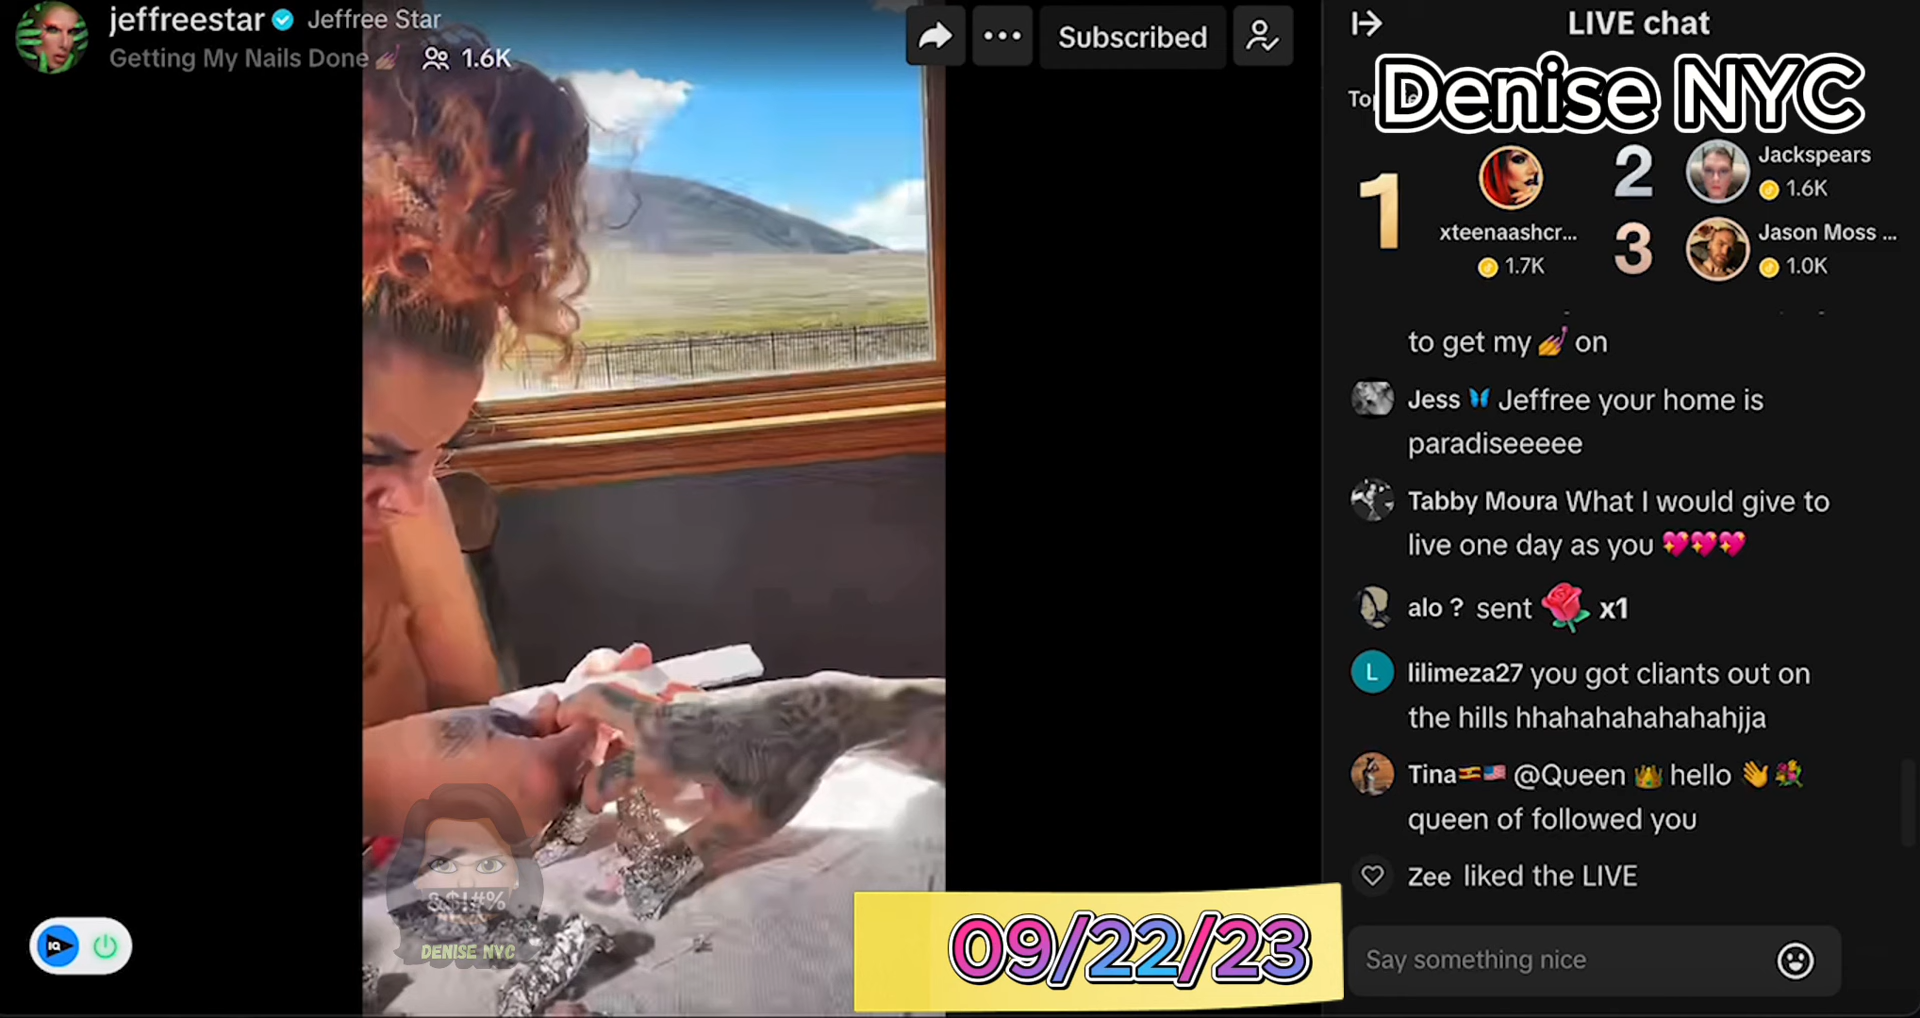 jeffreestar Jeffree Star
Getting My Nails Done 💅 1.6K
Subscribed
LIVE chat
Denise NYC
1
xteenaashcr...
1.7K
2
Jackspears
1.6K
3
Jason Moss ...
1.0K
to get my 💅 on
Jess 🦋 Jeffree your home is
paradiseeeee
Tabby Moura What I would give to
live one day as you 💖💖💖
alo ? sent 🌹 x1
L
lilimeza27 you got cliants out on
the hills hhahahahahahahjja
Tina🇪🇸🇺🇸 @Queen 👑 hello 👋💐
queen of followed you
Zee liked the LIVE
Say something nice
&$!#%
DENISE NYC
IQ
09/22/23